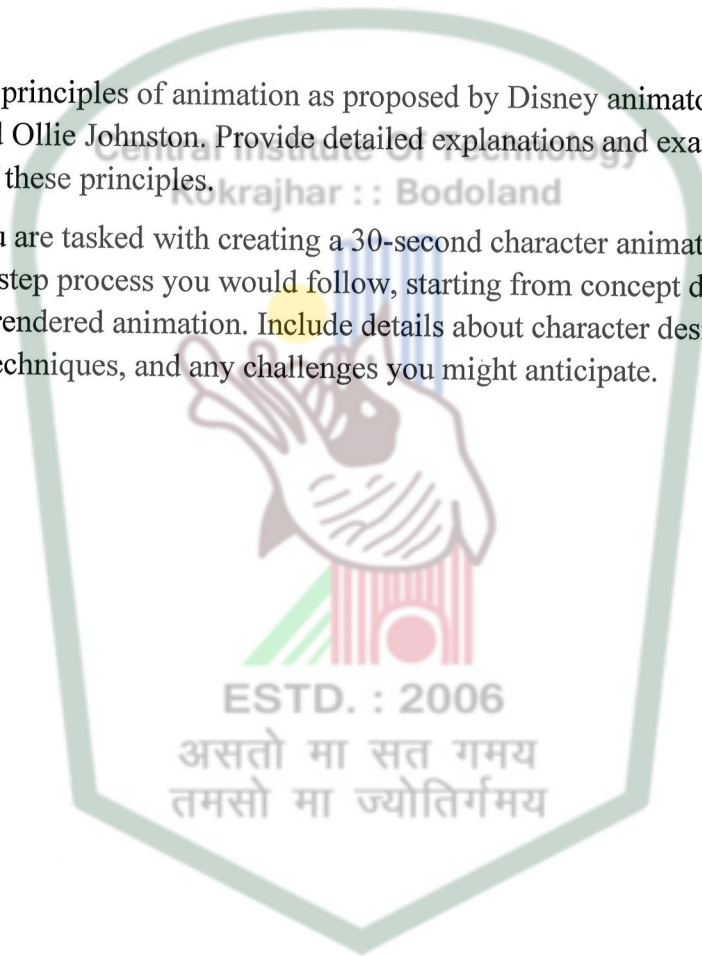 principles of animation as proposed by Disney animato
Ollie Johnston. Provide detailed explanations and exa
Central Institute Of Technology
these principles.
Kokrajhar : : Bodoland
are tasked with creating a 30-second character animat
step process you would follow, starting from concept d
rendered animation. Include details about character des
echniques, and any challenges you might anticipate.
ESTD. : 2006
असतो मा सत गमय
तमसो मा ज्योतिर्गमय